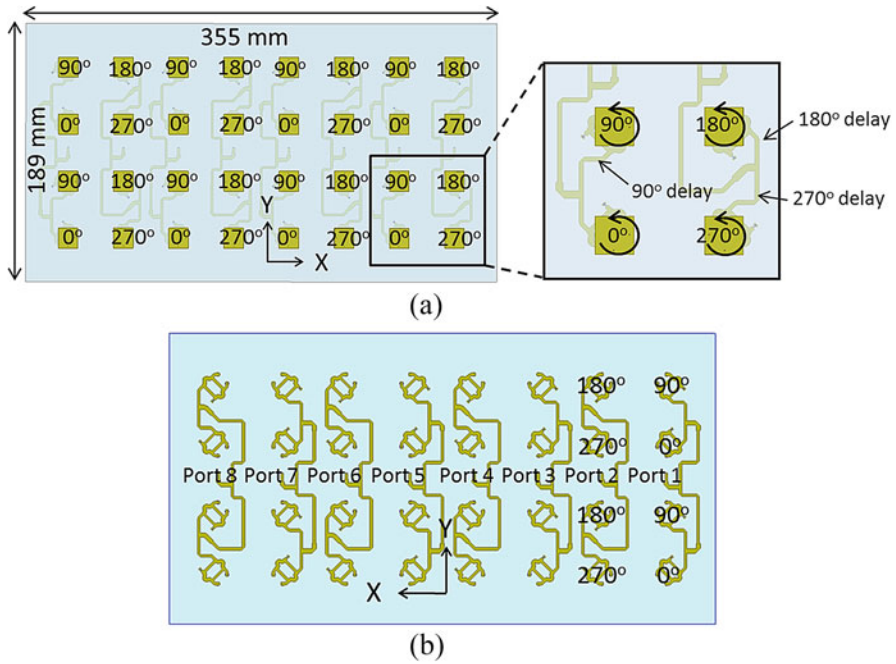 355 mm
189 mm
90° 180° 90° 180° 90° 180° 90° 180°
0° 270° 0° 270° 0° 270° 0° 270°
90° 180° 90° 180° 90° 180° 90° 180°
0° 270° 0° 270° 0° 270° 0° 270°
Y
X
90° 180°
180° delay
90° delay
270° delay
0° 270°
(a)
180° 90°
270° 0°
Port 8 Port 7 Port 6 Port 5 Port 4 Port 3 Port 2 Port 1
180° 90°
Y
270° 0°
X
(b)